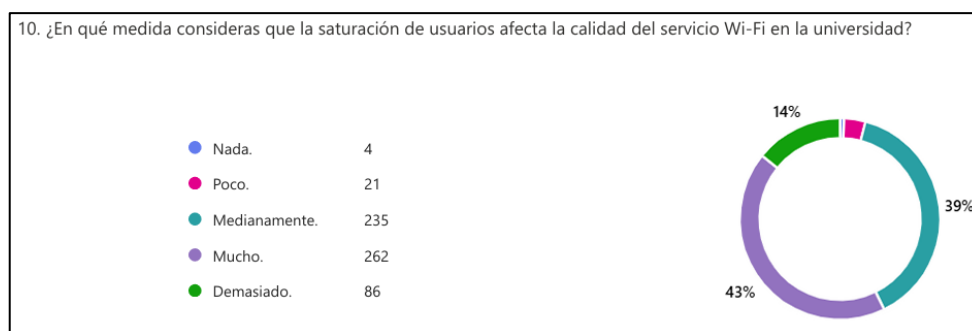 10. ¿En qué medida consideras que la saturación de usuarios afecta la calidad del servicio Wi-Fi en la universidad?
Nada. 4
Poco. 21
Medianamente. 235
Mucho. 262
Demasiado. 86
14%
39%
43%